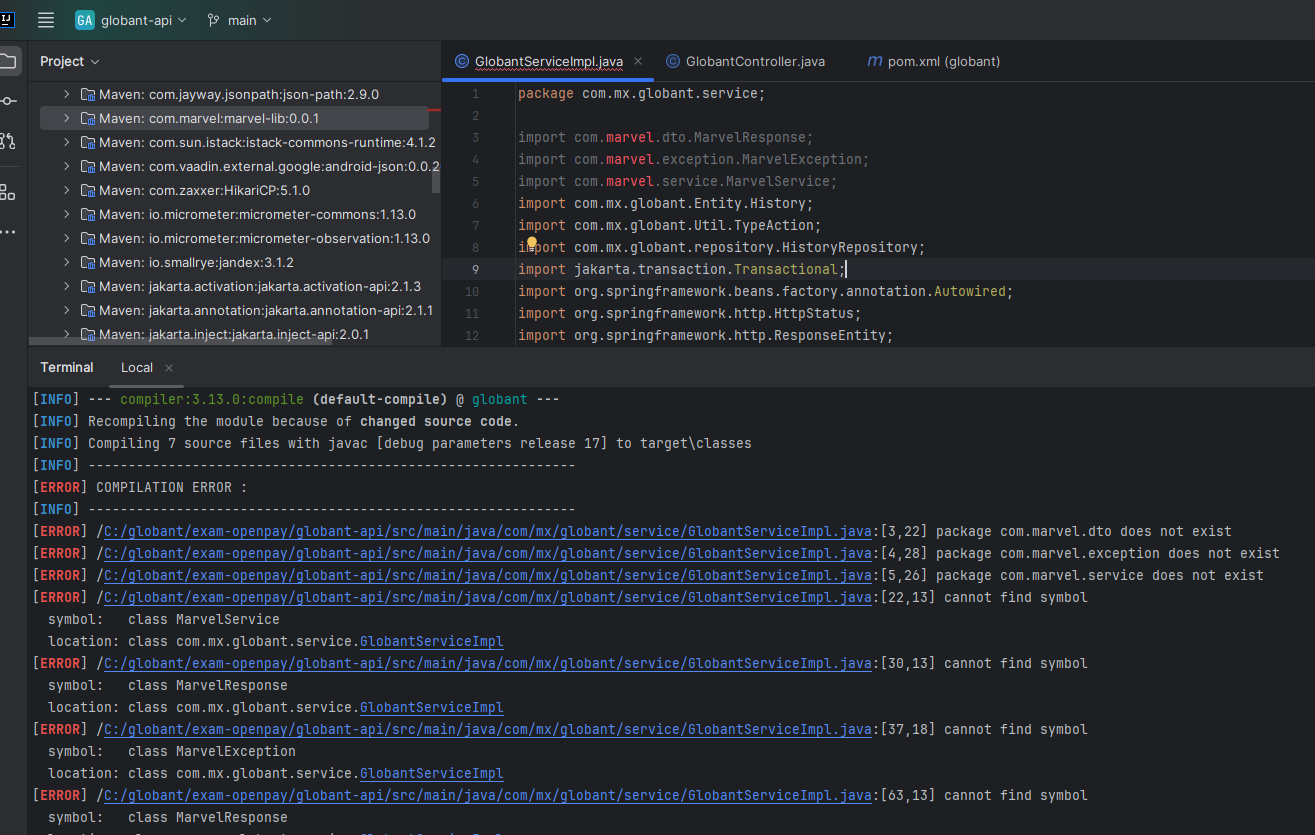 GA globant-api main
Project
GlobantServiceImpl.java GlobantController.java m pom.xml (globant)
Maven: com.jayway.jsonpath:json-path:2.9.0
Maven: com.marvel:marvel-lib:0.0.1
Maven: com.sun.istack:istack-commons-runtime:4.1.2
Maven: com.vaadin.external.google:android-json:0.0.2
Maven: com.zaxxer:HikariCP:5.1.0
Maven: io.micrometer:micrometer-commons:1.13.0
Maven: io.micrometer:micrometer-observation:1.13.0
Maven: io.smallrye:jandex:3.1.2
Maven: jakarta.activation:jakarta.activation-api:2.1.3
Maven: jakarta.annotation:jakarta.annotation-api:2.1.1
Maven: jakarta.inject:jakarta.inject-api:2.0.1
1 package com.mx.globant.service;
2
3 import com.marvel.dto.MarvelResponse;
4 import com.marvel.exception.MarvelException;
5 import com.marvel.service.MarvelService;
6 import com.mx.globant.Entity.History;
7 import com.mx.globant.Util.TypeAction;
8 import com.mx.globant.repository.HistoryRepository;
9 import jakarta.transaction.Transactional;
10 import org.springframework.beans.factory.annotation.Autowired;
11 import org.springframework.http.HttpStatus;
12 import org.springframework.http.ResponseEntity;
Terminal Local
[INFO] --- compiler:3.13.0:compile (default-compile) @ globant ---
[INFO] Recompiling the module because of changed source code.
[INFO] Compiling 7 source files with javac [debug parameters release 17] to target\classes
[INFO] -------------------------------------------------------------
[ERROR] COMPILATION ERROR :
[INFO] -------------------------------------------------------------
[ERROR] /C:/globant/exam-openpay/globant-api/src/main/java/com/mx/globant/service/GlobantServiceImpl.java:[3,22] package com.marvel.dto does not exist
[ERROR] /C:/globant/exam-openpay/globant-api/src/main/java/com/mx/globant/service/GlobantServiceImpl.java:[4,28] package com.marvel.exception does not exist
[ERROR] /C:/globant/exam-openpay/globant-api/src/main/java/com/mx/globant/service/GlobantServiceImpl.java:[5,26] package com.marvel.service does not exist
[ERROR] /C:/globant/exam-openpay/globant-api/src/main/java/com/mx/globant/service/GlobantServiceImpl.java:[22,13] cannot find symbol
symbol: class MarvelService
location: class com.mx.globant.service.GlobantServiceImpl
[ERROR] /C:/globant/exam-openpay/globant-api/src/main/java/com/mx/globant/service/GlobantServiceImpl.java:[30,13] cannot find symbol
symbol: class MarvelResponse
location: class com.mx.globant.service.GlobantServiceImpl
[ERROR] /C:/globant/exam-openpay/globant-api/src/main/java/com/mx/globant/service/GlobantServiceImpl.java:[37,18] cannot find symbol
symbol: class MarvelException
location: class com.mx.globant.service.GlobantServiceImpl
[ERROR] /C:/globant/exam-openpay/globant-api/src/main/java/com/mx/globant/service/GlobantServiceImpl.java:[63,13] cannot find symbol
symbol: class MarvelResponse